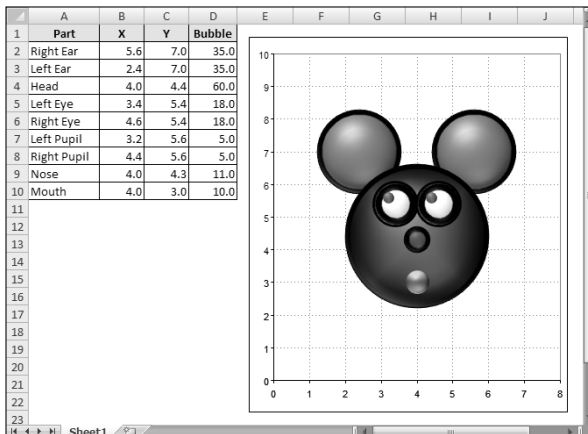 A B C D E F G H I J
1 Part X Y Bubble
2 Right Ear 5.6 7.0 35.0
3 Left Ear 2.4 7.0 35.0
4 Head 4.0 4.4 60.0
5 Left Eye 3.4 5.4 18.0
6 Right Eye 4.6 5.4 18.0
7 Left Pupil 3.2 5.6 5.0
8 Right Pupil 4.4 5.6 5.0
9 Nose 4.0 4.3 11.0
10 Mouth 4.0 3.0 10.0
11
12
13
14
15
16
17
18
19
20
21
22
23
10
9
8
7
6
5
4
3
2
1
0
0 1 2 3 4 5 6 7 8
Sheet1